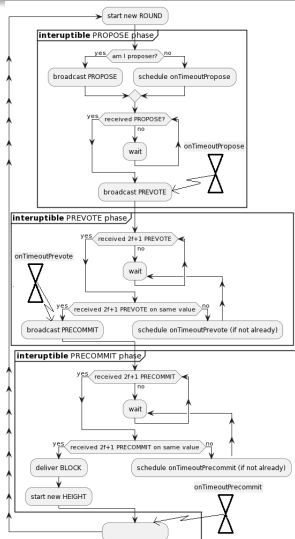 start new ROUND
interuptible PROPOSE phase
am I proposer?
yes
no
broadcast PROPOSE
schedule onTimeoutPropose
received PROPOSE?
yes
no
wait
onTimeoutPropose
broadcast PREVOTE
interuptible PREVOTE phase
received 2f+1 PREVOTE
yes
no
wait
onTimeoutPrevote
received 2f+1 PREVOTE on same value
yes
no
broadcast PRECOMMIT
schedule onTimeoutPrevote (if not already)
interuptible PRECOMMIT phase
received 2f+1 PRECOMMIT
yes
no
wait
received 2f+1 PRECOMMIT on same value
yes
no
deliver BLOCK
schedule onTimeoutPrecommit (if not already)
start new HEIGHT
onTimeoutPrecommit